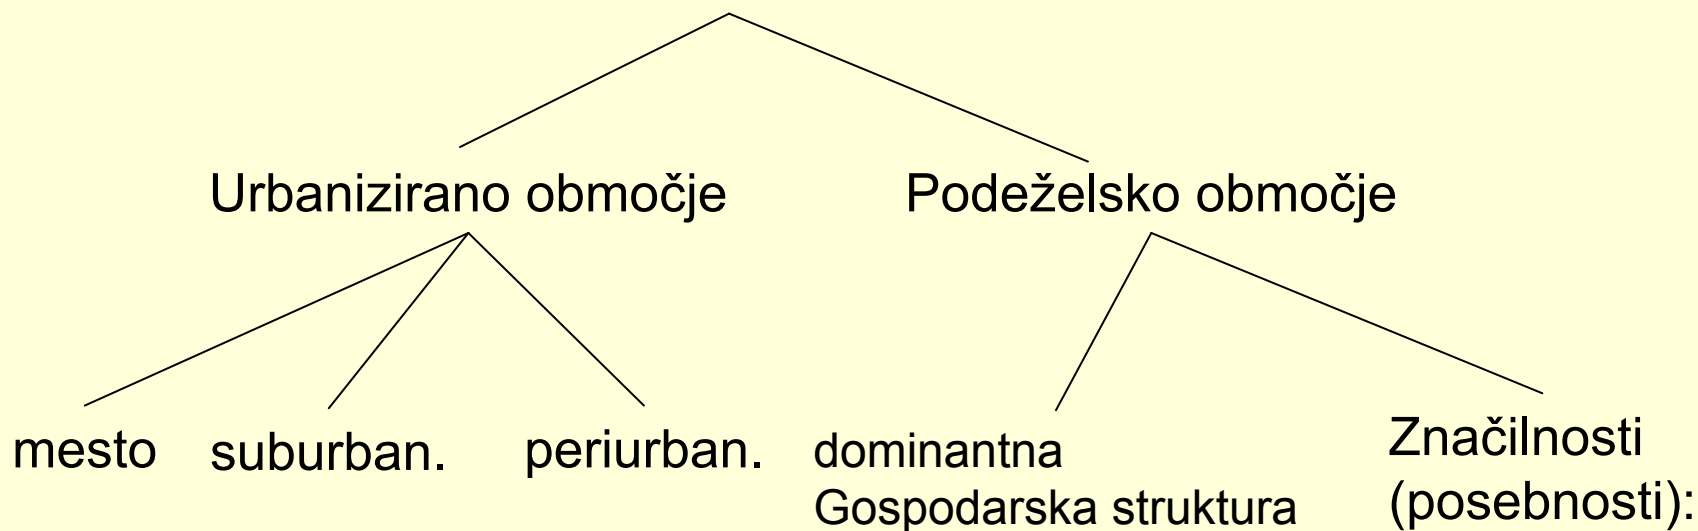 Urbanizirano območje
Podeželsko območje
mesto
suburban.
periurban.
dominantna
Gospodarska struktura
Značilnosti
(posebnosti):